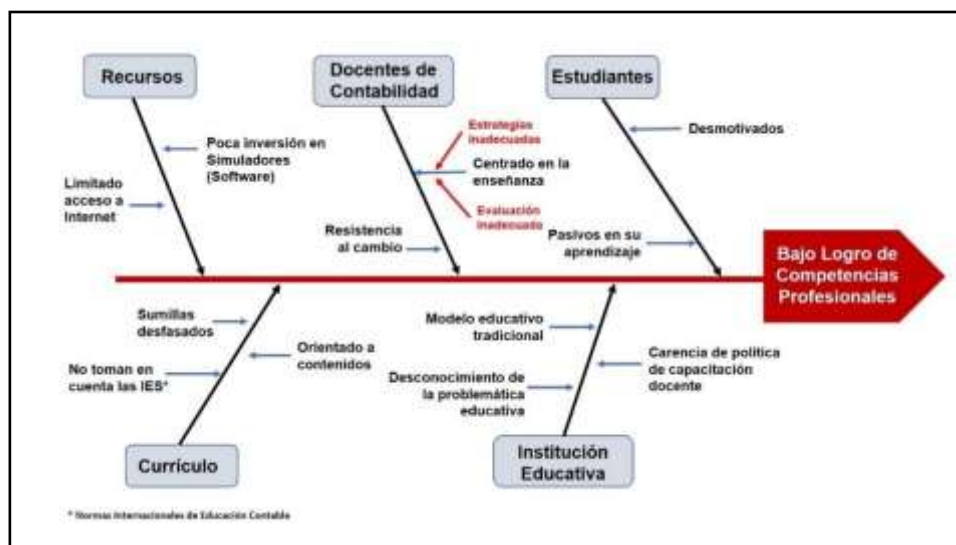 Recursos
Docentes de
Contabilidad
Estudiantes
Poca inversión en
Simuladores
(Software)
Limitado
acceso a
Internet
Estrategias
inadecuadas
Centrado en la
enseñanza
Evaluación
inadecuado
Resistencia
al cambio
Desmotivados
Pasivos en su
aprendizaje
Bajo Logro de
Competencias
Profesionales
Sumillas
desfasados
No toman en
cuenta las IES*
Orientado a
contenidos
Modelo educativo
tradicional
Desconocimiento de
la problemática
educativa
Carencia de política
de capacitación
docente
Currículo
Institución
Educativa
* Normas Internacionales de Educación Contable